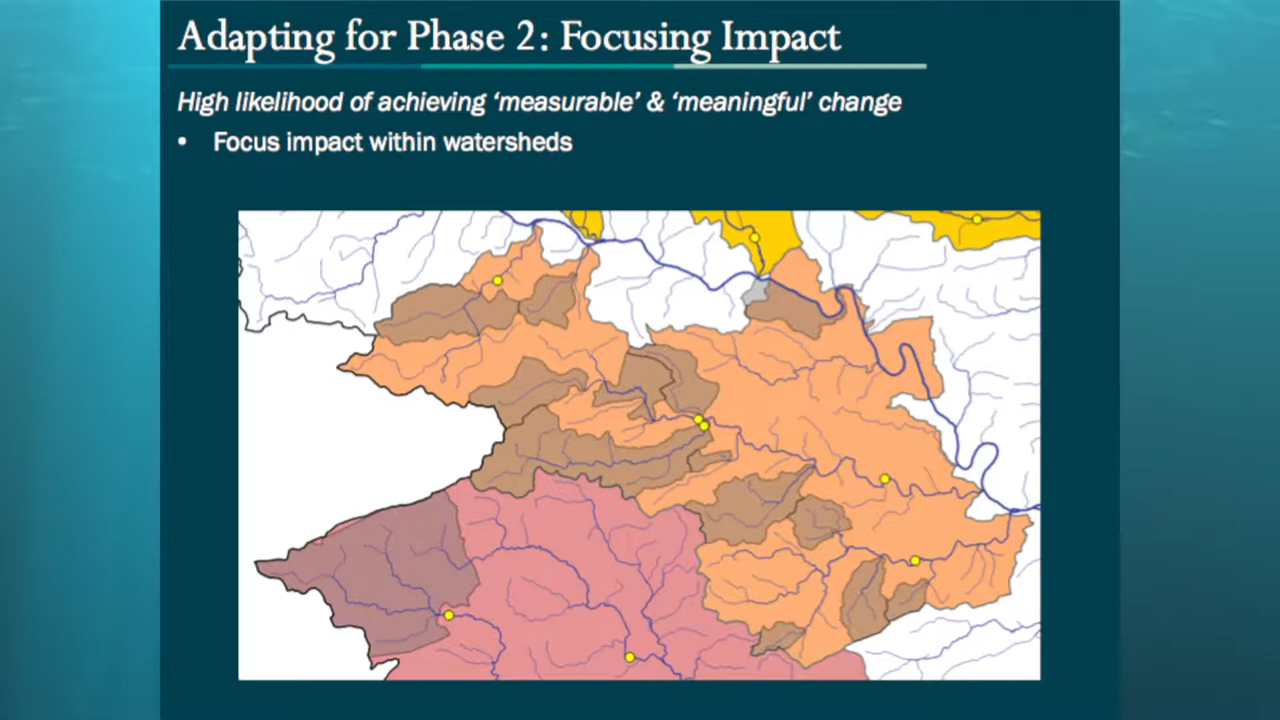 Adapting for Phase 2: Focusing Impact
High likelihood of achieving ‘measurable’ & ‘meaningful’ change
• Focus impact within watersheds